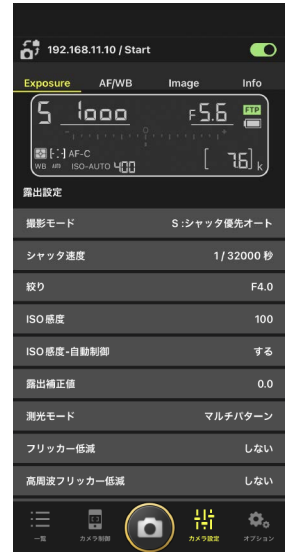 192.168.11.10 / Start
Exposure AF/WB Image Info
S 1000 F5.6 FTP
AF-C
WB ISO-AUTO 400 [ 7.6] k
露出設定
撮影モード S :シャッタ優先オート
シャッタ速度 1 / 32000 秒
絞り F4.0
ISO 感度 100
ISO 感度-自動制御 する
露出補正値 0.0
測光モード マルチパターン
フリッカー低減 しない
高周波フリッカー低減 しない
一覧 カメラ制御 カメラ設定 オプション